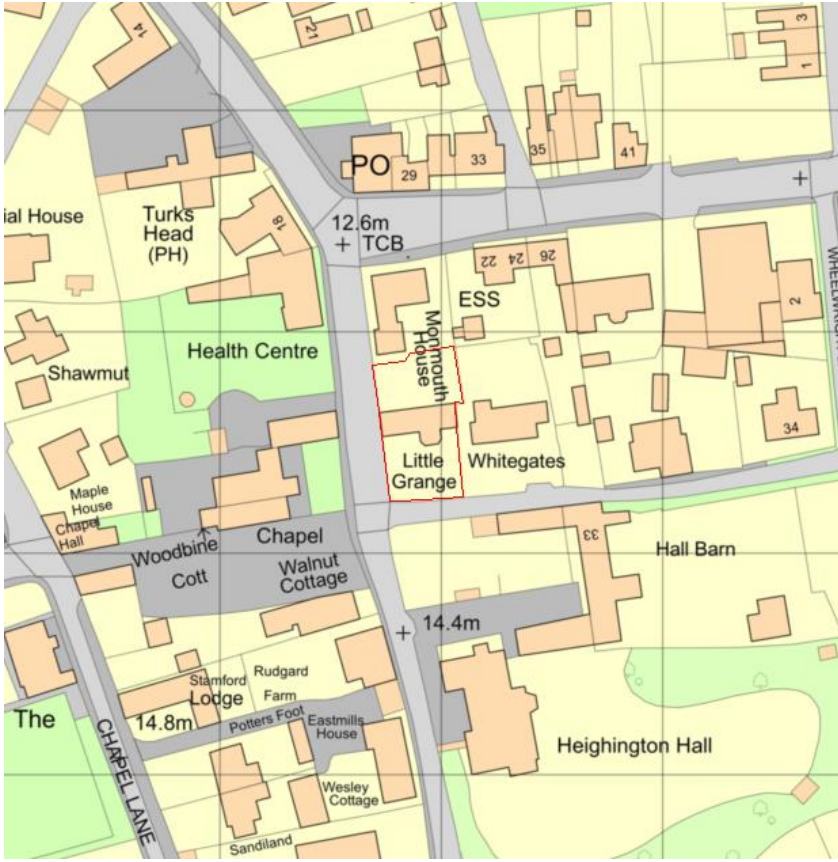 14
21
3
1
PO
29
33
35
41
ial House
Turks
Head
(PH)
18
12.6m
TCB
22
24
26
ESS
WHEELWRIGH
2
Monmouth
House
Health Centre
Shawmut
34
Little
Grange
Whitegates
Maple
House
Chapel
Hall
Woodbine
Cott
Chapel
Walnut
Cottage
33
Hall Barn
14.4m
Stamford
Lodge
Rudgard
Farm
The
14.8m
Potters Foot
Eastmills
House
CHAPEL LANE
Heighington Hall
Wesley
Cottage
Sandiland